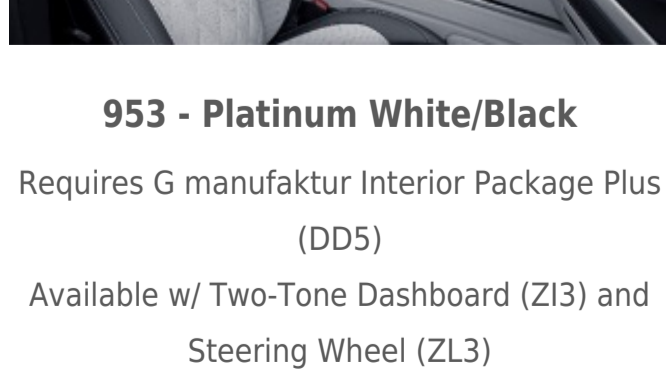 953 - Platinum White/Black
Requires G manufaktur Interior Package Plus
(DD5)
Available w/ Two-Tone Dashboard (ZI3) and
Steering Wheel (ZL3)